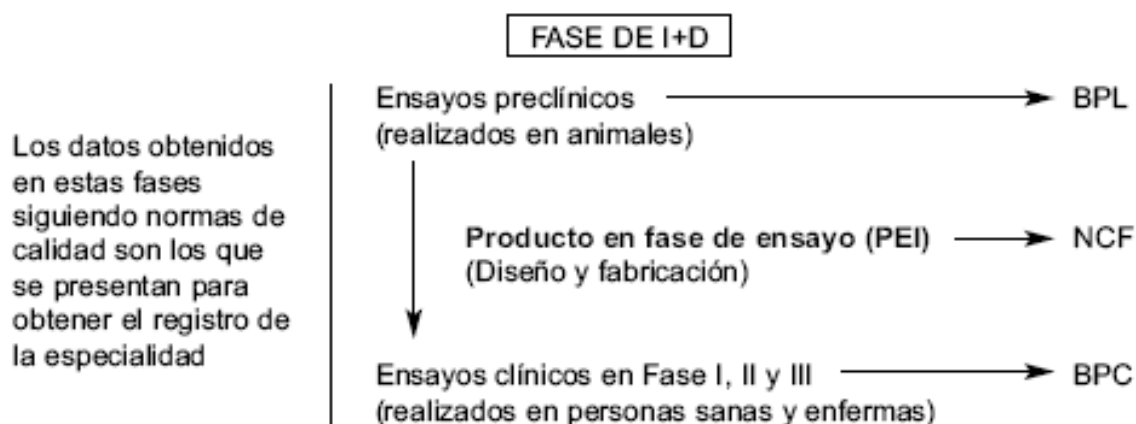 FASE DE I+D
Los datos obtenidos
en estas fases
siguiendo normas de
calidad son los que
se presentan para
obtener el registro de
la especialidad
Ensayos preclínicos
BPL
(realizados en animales)
Producto en fase de ensayo (PEI)
NCF
(Diseño y fabricación)
Ensayos clínicos en Fase I, II y III
BPC
(realizados en personas sanas y enfermas)